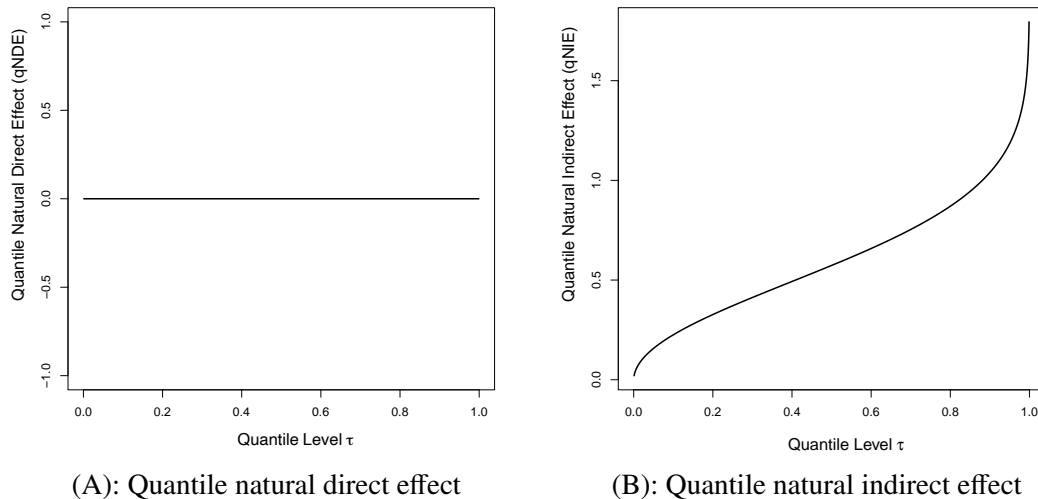 Quantile Natural Direct Effect (qNDE)
1.0
0.5
0.0
−0.5
−1.0
0.0 0.2 0.4 0.6 0.8 1.0
Quantile Level τ
(A): Quantile natural direct effect
Quantile Natural Indirect Effect (qNIE)
1.5
1.0
0.5
0.0
0.0 0.2 0.4 0.6 0.8 1.0
Quantile Level τ
(B): Quantile natural indirect effect